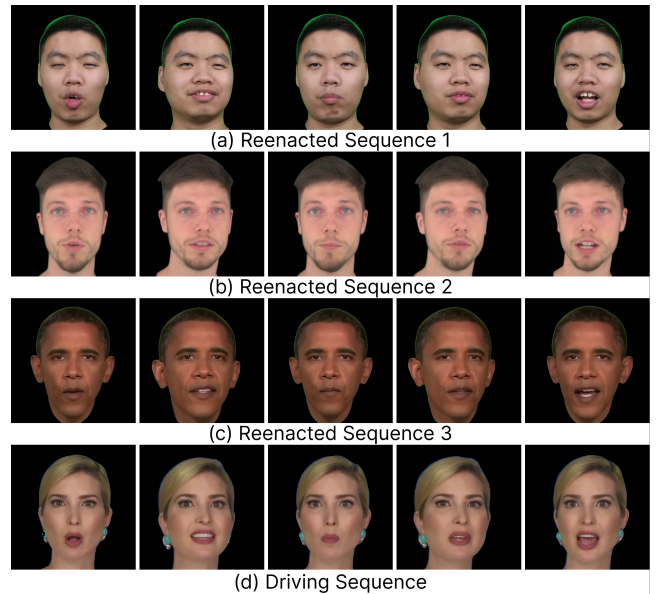 (a) Reenacted Sequence 1
(b) Reenacted Sequence 2
(c) Reenacted Sequence 3
(d) Driving Sequence